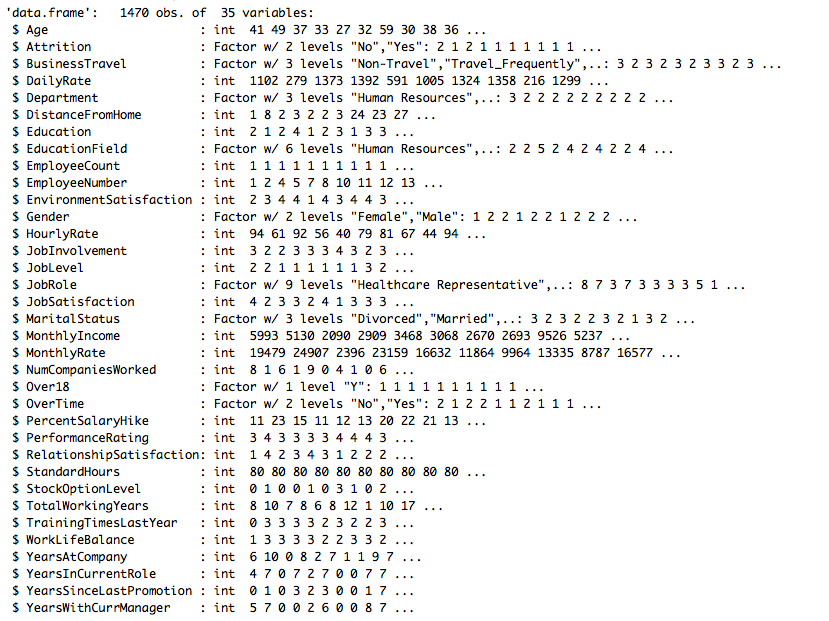 'data.frame':   1470 obs. of  35 variables:
 $ Age                     : int  41 49 37 33 27 32 59 30 38 36 ...
 $ Attrition               : Factor w/ 2 levels "No","Yes": 2 1 2 1 1 1 1 1 1 1 ...
 $ BusinessTravel          : Factor w/ 3 levels "Non-Travel","Travel_Frequently",..: 3 2 3 2 3 2 3 3 2 3 ...
 $ DailyRate               : int  1102 279 1373 1392 591 1005 1324 1358 216 1299 ...
 $ Department              : Factor w/ 3 levels "Human Resources",..: 3 2 2 2 2 2 2 2 2 2 ...
 $ DistanceFromHome        : int  1 8 2 3 2 2 3 24 23 27 ...
 $ Education               : int  2 1 2 4 1 2 3 1 3 3 ...
 $ EducationField          : Factor w/ 6 levels "Human Resources",..: 2 2 5 2 4 2 4 2 2 4 ...
 $ EmployeeCount           : int  1 1 1 1 1 1 1 1 1 1 ...
 $ EmployeeNumber          : int  1 2 4 5 7 8 10 11 12 13 ...
 $ EnvironmentSatisfaction : int  2 3 4 4 1 4 3 4 4 3 ...
 $ Gender                  : Factor w/ 2 levels "Female","Male": 1 2 2 1 2 2 1 2 2 2 ...
 $ HourlyRate              : int  94 61 92 56 40 79 81 67 44 94 ...
 $ JobInvolvement          : int  3 2 2 3 3 3 4 3 2 3 ...
 $ JobLevel                : int  2 2 1 1 1 1 1 1 3 2 ...
 $ JobRole                 : Factor w/ 9 levels "Healthcare Representative",..: 8 7 3 7 3 3 3 3 5 1 ...
 $ JobSatisfaction         : int  4 2 3 3 2 4 1 3 3 3 ...
 $ MaritalStatus           : Factor w/ 3 levels "Divorced","Married",..: 3 2 3 2 2 3 2 1 3 2 ...
 $ MonthlyIncome           : int  5993 5130 2090 2909 3468 3068 2670 2693 9526 5237 ...
 $ MonthlyRate             : int  19479 24907 2396 23159 16632 11864 9964 13335 8787 16577 ...
 $ NumCompaniesWorked      : int  8 1 6 1 9 0 4 1 0 6 ...
 $ Over18                  : Factor w/ 1 level "Y": 1 1 1 1 1 1 1 1 1 1 ...
 $ OverTime                : Factor w/ 2 levels "No","Yes": 2 1 2 2 1 1 2 1 1 1 ...
 $ PercentSalaryHike       : int  11 23 15 11 12 13 20 22 21 13 ...
 $ PerformanceRating       : int  3 4 3 3 3 3 4 4 4 3 ...
 $ RelationshipSatisfaction: int  1 4 2 3 4 3 1 2 2 2 ...
 $ StandardHours           : int  80 80 80 80 80 80 80 80 80 80 ...
 $ StockOptionLevel        : int  0 1 0 0 1 0 3 1 0 2 ...
 $ TotalWorkingYears       : int  8 10 7 8 6 8 12 1 10 17 ...
 $ TrainingTimesLastYear   : int  0 3 3 3 3 2 3 2 2 3 ...
 $ WorkLifeBalance         : int  1 3 3 3 3 2 2 3 3 2 ...
 $ YearsAtCompany          : int  6 10 0 8 2 7 1 1 9 7 ...
 $ YearsInCurrentRole      : int  4 7 0 7 2 7 0 0 7 7 ...
 $ YearsSinceLastPromotion : int  0 1 0 3 2 3 0 0 1 7 ...
 $ YearsWithCurrManager    : int  5 7 0 0 2 6 0 0 8 7 ...